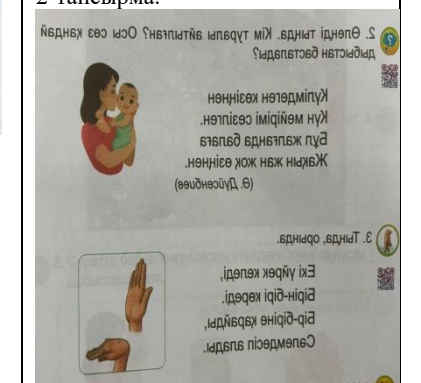 2-тапсырма.
2. Өлеңді тыңда. Кім туралы айтылған? Осы сөз қандай
дыбыстан басталады?
Күлімдеген көзіңнен
Күн мейірімі сезілген.
Бұл жалғанда балаға
Жақын жан жоқ өзіңнен.
(Ә. Дүйсенбиев)
3. Тыңда, орында.
Екі үйрек келеді,
Бірін-бірі көреді.
Бір-біріне қарайды,
Сәлемдесіп алады.